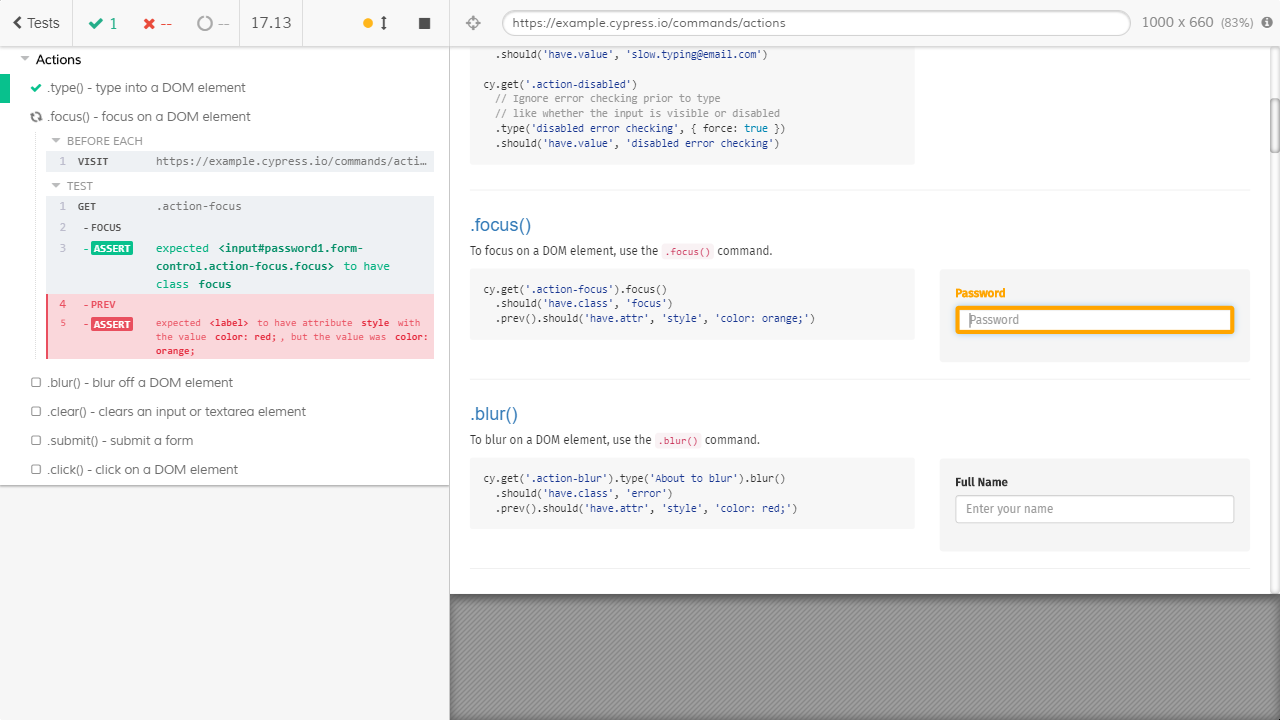 Tests
1
--
--
17.13
https://example.cypress.io/commands/actions
1000 x 660 (83%)
Actions
.type() - type into a DOM element
.focus() - focus on a DOM element
BEFORE EACH
1 VISIT https://example.cypress.io/commands/acti…
TEST
1 GET .action-focus
2 - FOCUS
3 - ASSERT expected <input#password1.form-
control.action-focus.focus> to have
class focus
4 - PREV
5 - ASSERT expected <label> to have attribute style with
the value color: red; , but the value was color:
orange;
.blur() - blur off a DOM element
.clear() - clears an input or textarea element
.submit() - submit a form
.click() - click on a DOM element
.should('have.value', 'slow.typing@email.com')
cy.get('.action-disabled')
// Ignore error checking prior to type
// like whether the input is visible or disabled
.type('disabled error checking', { force: true })
.should('have.value', 'disabled error checking')
.focus()
To focus on a DOM element, use the .focus() command.
cy.get('.action-focus').focus()
.should('have.class', 'focus')
.prev().should('have.attr', 'style', 'color: orange;')
Password
Password
.blur()
To blur on a DOM element, use the .blur() command.
cy.get('.action-blur').type('About to blur').blur()
.should('have.class', 'error')
.prev().should('have.attr', 'style', 'color: red;')
Full Name
Enter your name